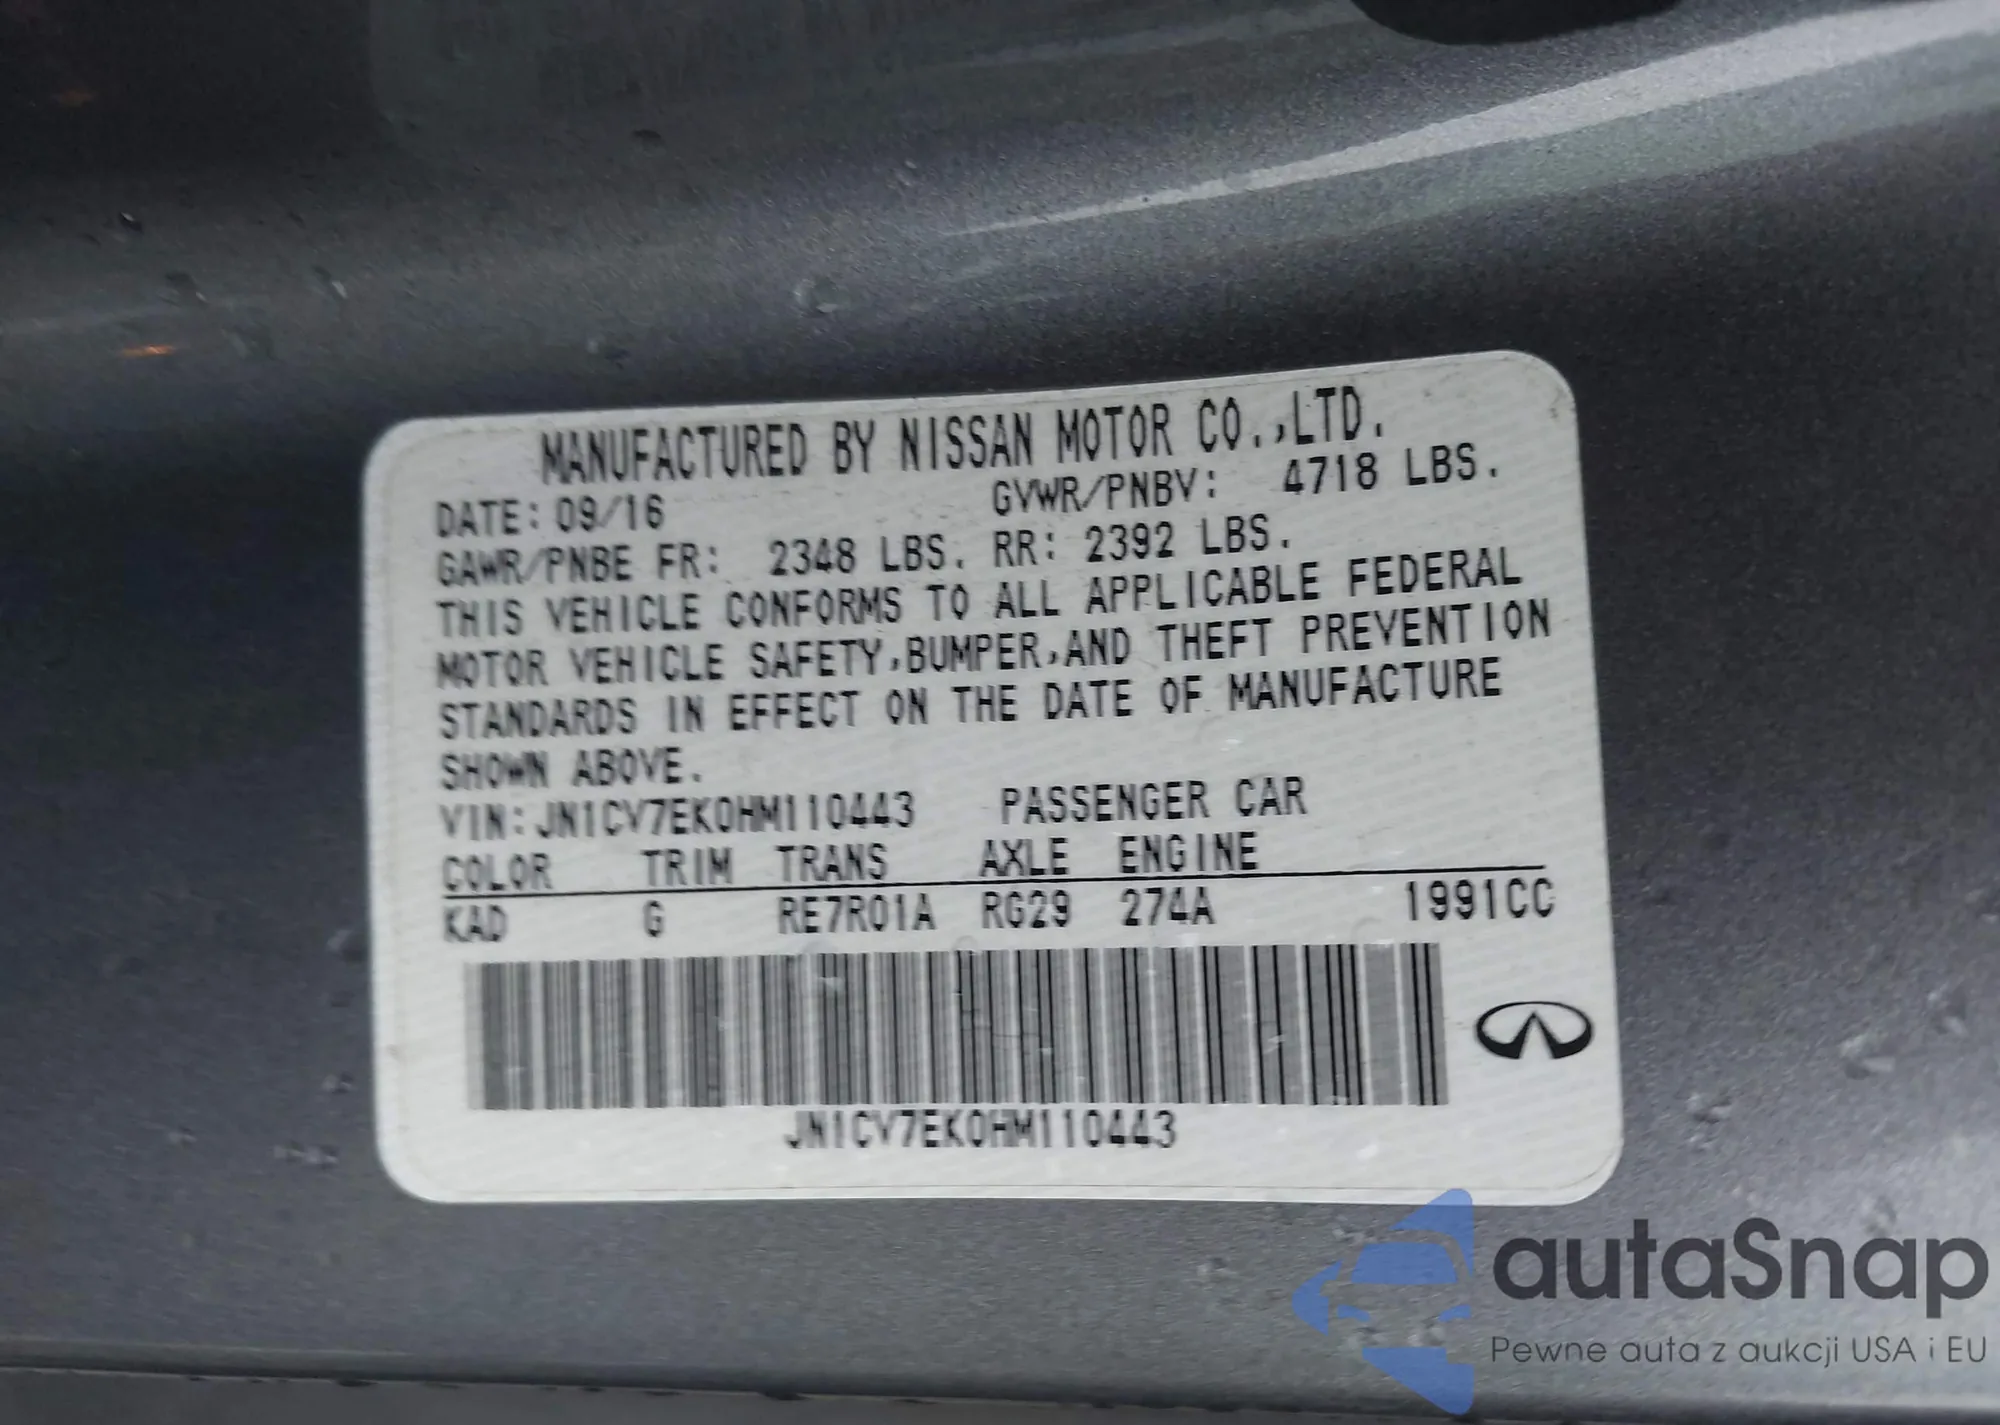 MANUFACTURED BY NISSAN MOTOR CO.,LTD.
DATE: 09/16 GVWR/PNBV: 4718 LBS.
GAWR/PNBE FR: 2348 LBS. RR: 2392 LBS.
THIS VEHICLE CONFORMS TO ALL APPLICABLE FEDERAL
MOTOR VEHICLE SAFETY,BUMPER,AND THEFT PREVENTION
STANDARDS IN EFFECT ON THE DATE OF MANUFACTURE
SHOWN ABOVE.
VIN:JN1CV7EK0HM110443 PASSENGER CAR
COLOR TRIM TRANS AXLE ENGINE
KAD G RE7R01A RG29 274A 1991CC
JN1CV7EK0HM110443
autaSnap
Pewne auta z aukcji USA i EU